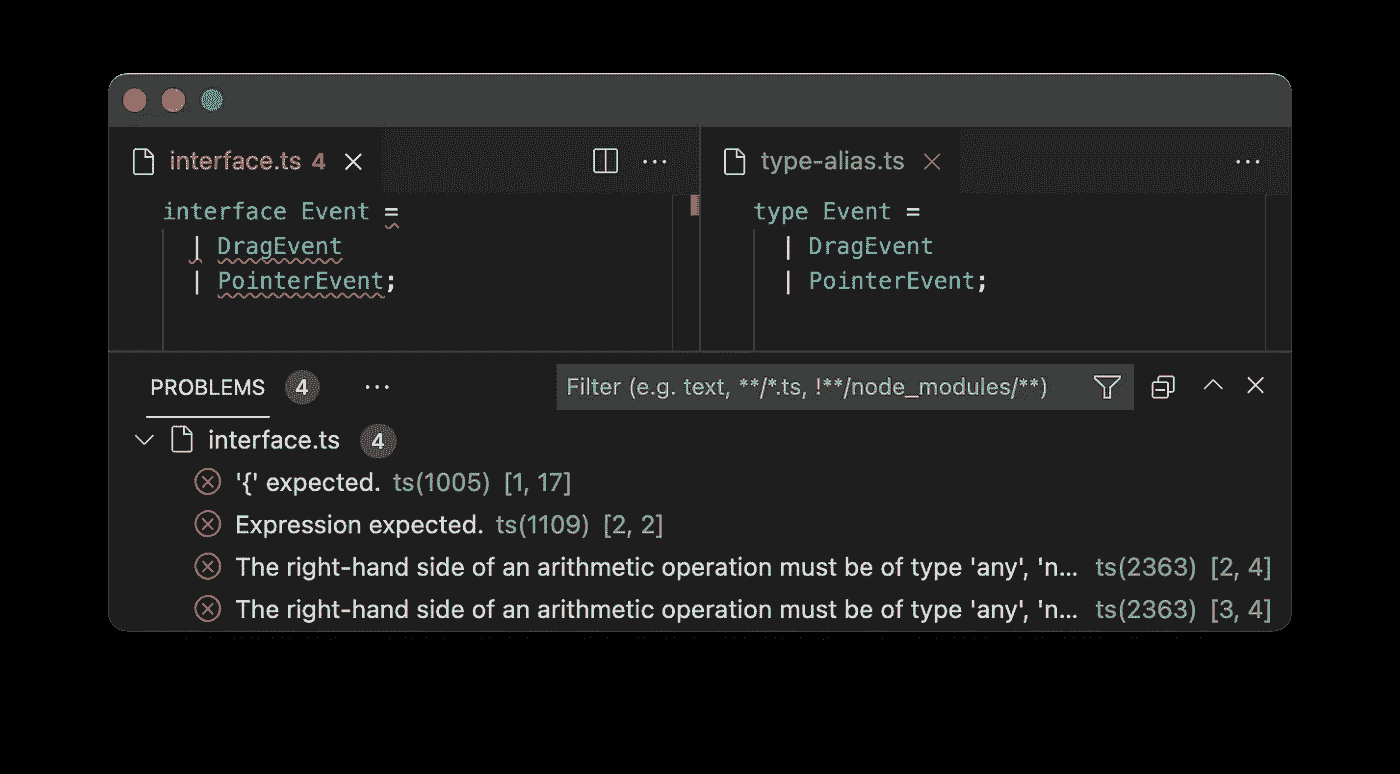 interface.ts 4
interface Event =
| DragEvent
| PointerEvent;
type-alias.ts
type Event =
| DragEvent
| PointerEvent;
PROBLEMS 4
Filter (e.g. text, **/*.ts, !**/node_modules/**)
interface.ts 4
'{' expected. ts(1005) [1, 17]
Expression expected. ts(1109) [2, 2]
The right-hand side of an arithmetic operation must be of type 'any', 'n... ts(2363) [2, 4]
The right-hand side of an arithmetic operation must be of type 'any', 'n... ts(2363) [3, 4]